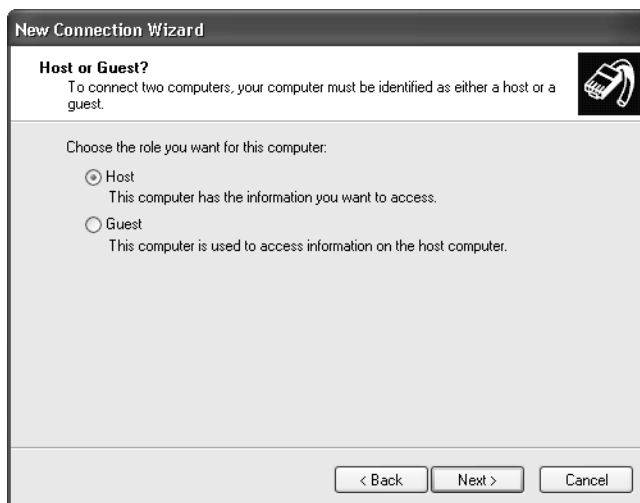 New Connection Wizard
Host or Guest?
To connect two computers, your computer must be identified as either a host or a
guest.
Choose the role you want for this computer:
Host
This computer has the information you want to access.
Guest
This computer is used to access information on the host computer.
< Back
Next >
Cancel